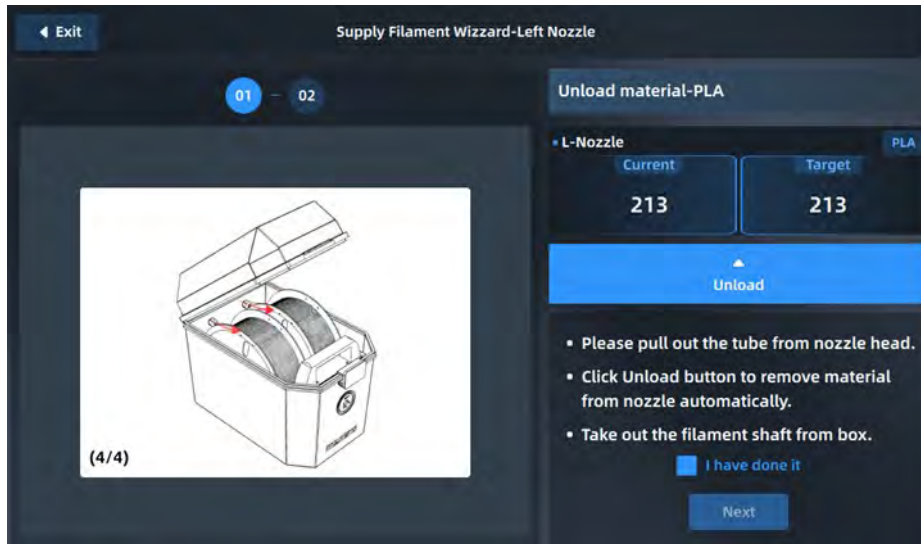 Exit
Supply Filament Wizzard-Left Nozzle
01
02
(4/4)
Unload material-PLA
L-Nozzle
PLA
Current
Target
213
213
Unload
• Please pull out the tube from nozzle head.
• Click Unload button to remove material
from nozzle automatically.
• Take out the filament shaft from box.
I have done it
Next